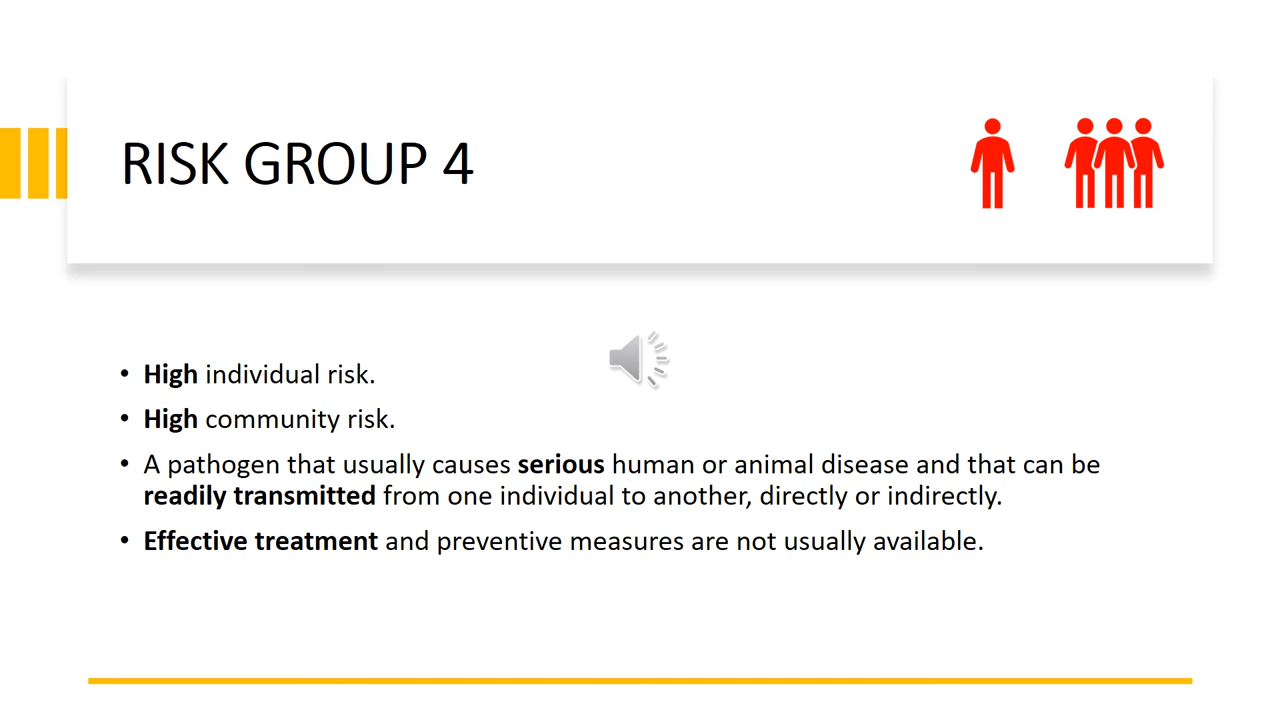 RISK GROUP 4
• High individual risk.
• High community risk.
• A pathogen that usually causes serious human or animal disease and that can be
readily transmitted from one individual to another, directly or indirectly.
• Effective treatment and preventive measures are not usually available.